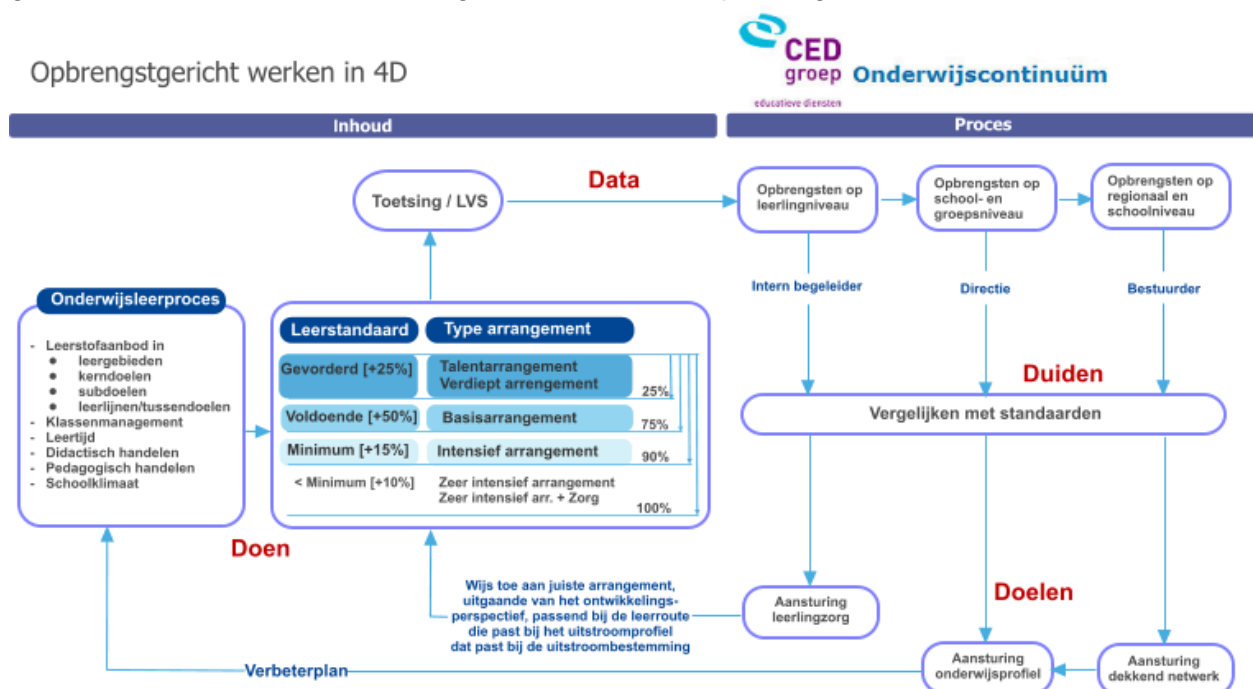 Opbrengstgericht werken in 4D
CED
groep
educatieve diensten
Onderwijscontinuüm
Inhoud
Proces
Toetsing / LVS
Data
Opbrengsten op
leerlingniveau
Opbrengsten op
school- en
groepsniveau
Opbrengsten op
regionaal en
schoolniveau
Intern begeleider
Directie
Bestuurder
Onderwijsleerproces
- Leerstofaanbod in
● leergebieden
● kerndoelen
● subdoelen
● leerlijnen/tussendoelen
- Klassenmanagement
- Leertijd
- Didactisch handelen
- Pedagogisch handelen
- Schoolklimaat
Leerstandaard
Type arrangement
Gevorderd [+25%]
Talentarrangement
Verdiept arrengement
25%
Voldoende [+50%]
Basisarrangement
75%
Minimum [+15%]
Intensief arrangement
90%
< Minimum [+10%]
Zeer intensief arrangement
Zeer intensief arr. + Zorg
100%
Duiden
Vergelijken met standaarden
Doen
Wijs toe aan juiste arrangement,
uitgaande van het ontwikkelings-
perspectief, passend bij de leerroute
die past bij het uitstroomprofiel
dat past bij de uitstroombestemming
Aansturing
leerlingzorg
Doelen
Verbeterplan
Aansturing
onderwijsprofiel
Aansturing
dekkend netwerk